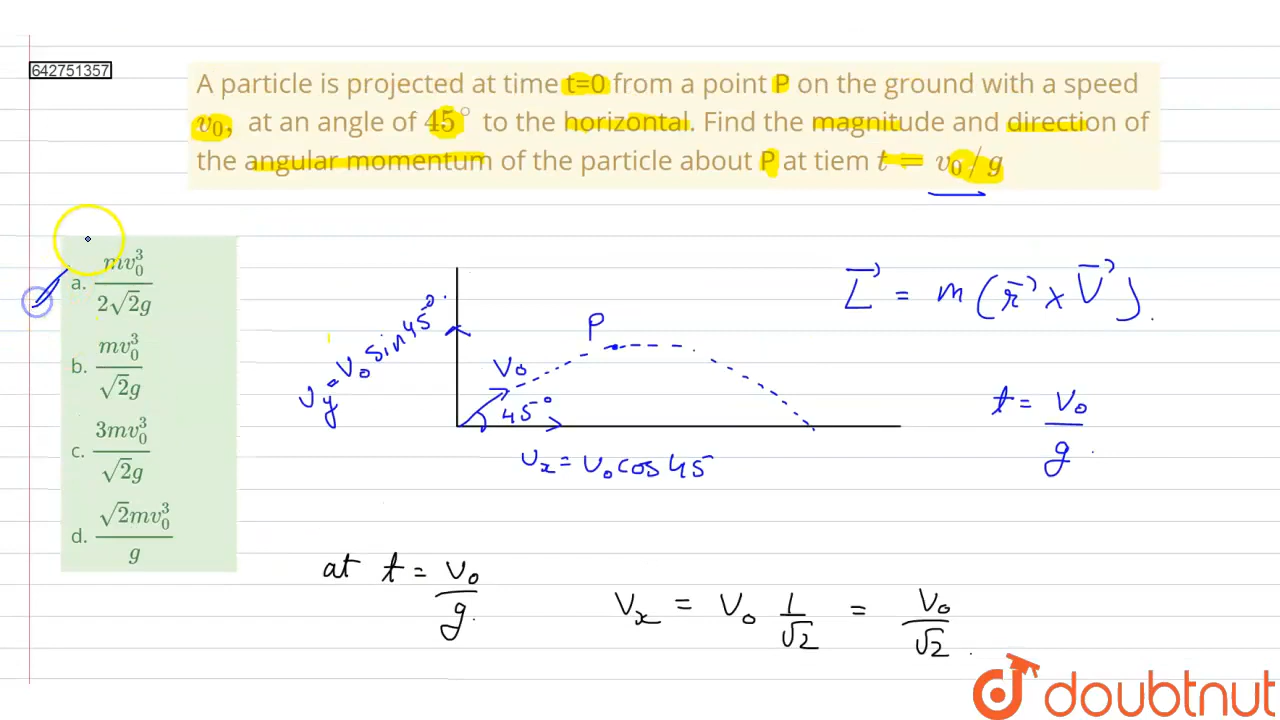 642751357
A particle is projected at time t=0 from a point P on the ground with a speed
v₀, at an angle of 45° to the horizontal. Find the magnitude and direction of
the angular momentum of the particle about P at tiem t = v₀/g
a. mv₀³/2√2g
b. mv₀³/√2g
c. 3mv₀³/√2g
d. √2mv₀³/g
L⃗ = m(r⃗ × V⃗).
P
v_y = v₀ sin 45°
V₀
45°
v_x = v₀ cos 45
t = V₀/g
at t = V₀/g
V_x = V₀ 1/√2 = V₀/√2
doubtnut